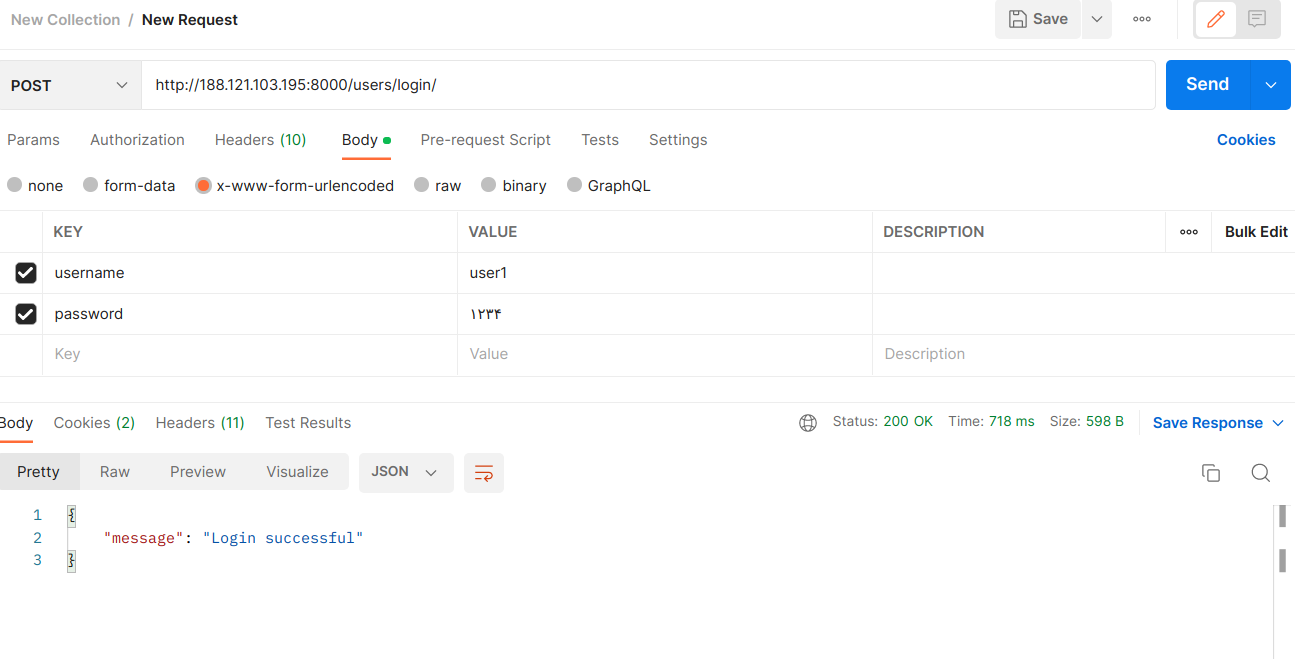 New Collection / New Request Save
POST http://188.121.103.195:8000/users/login/ Send
Params Authorization Headers (10) Body Pre-request Script Tests Settings Cookies
none form-data x-www-form-urlencoded raw binary GraphQL
KEY VALUE DESCRIPTION Bulk Edit
username user1
password ۱۲۳۴
Key Value Description
Body Cookies (2) Headers (11) Test Results Status: 200 OK Time: 718 ms Size: 598 B Save Response
Pretty Raw Preview Visualize JSON
1 {
2 "message": "Login successful"
3 }